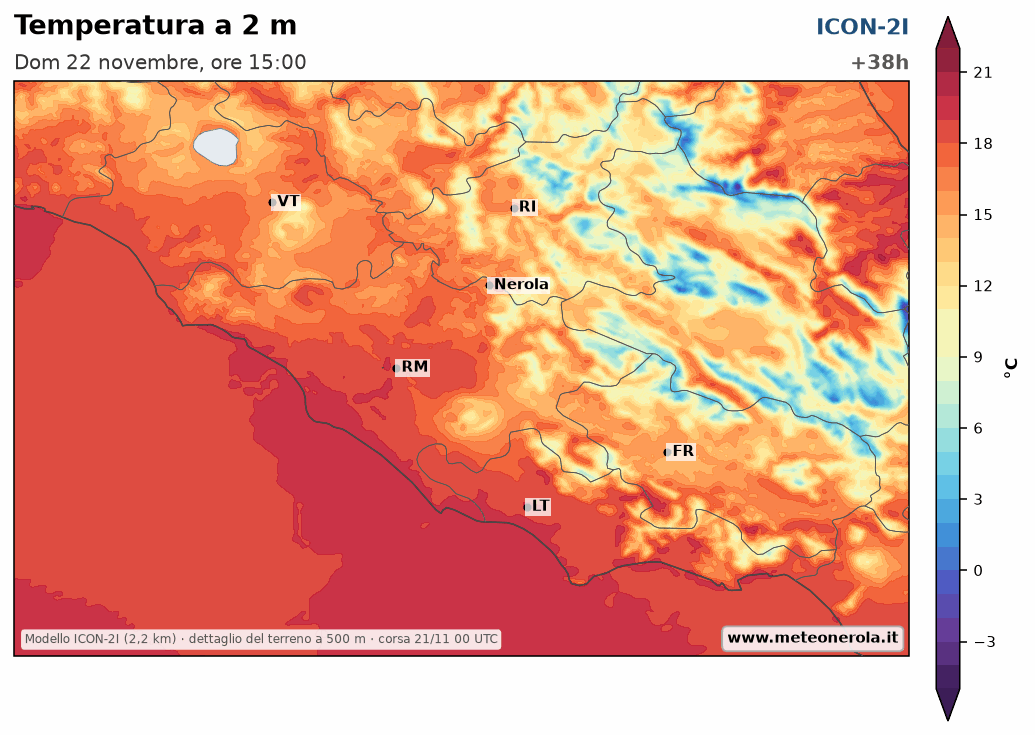 Temperatura a 2 m
ICON-2I
Dom 22 novembre, ore 15:00
+38h
VT
RI
Nerola
RM
FR
LT
21
18
15
12
9
6
3
0
−3
°C
Modello ICON-2I (2,2 km) · dettaglio del terreno a 500 m · corsa 21/11 00 UTC
www.meteonerola.it